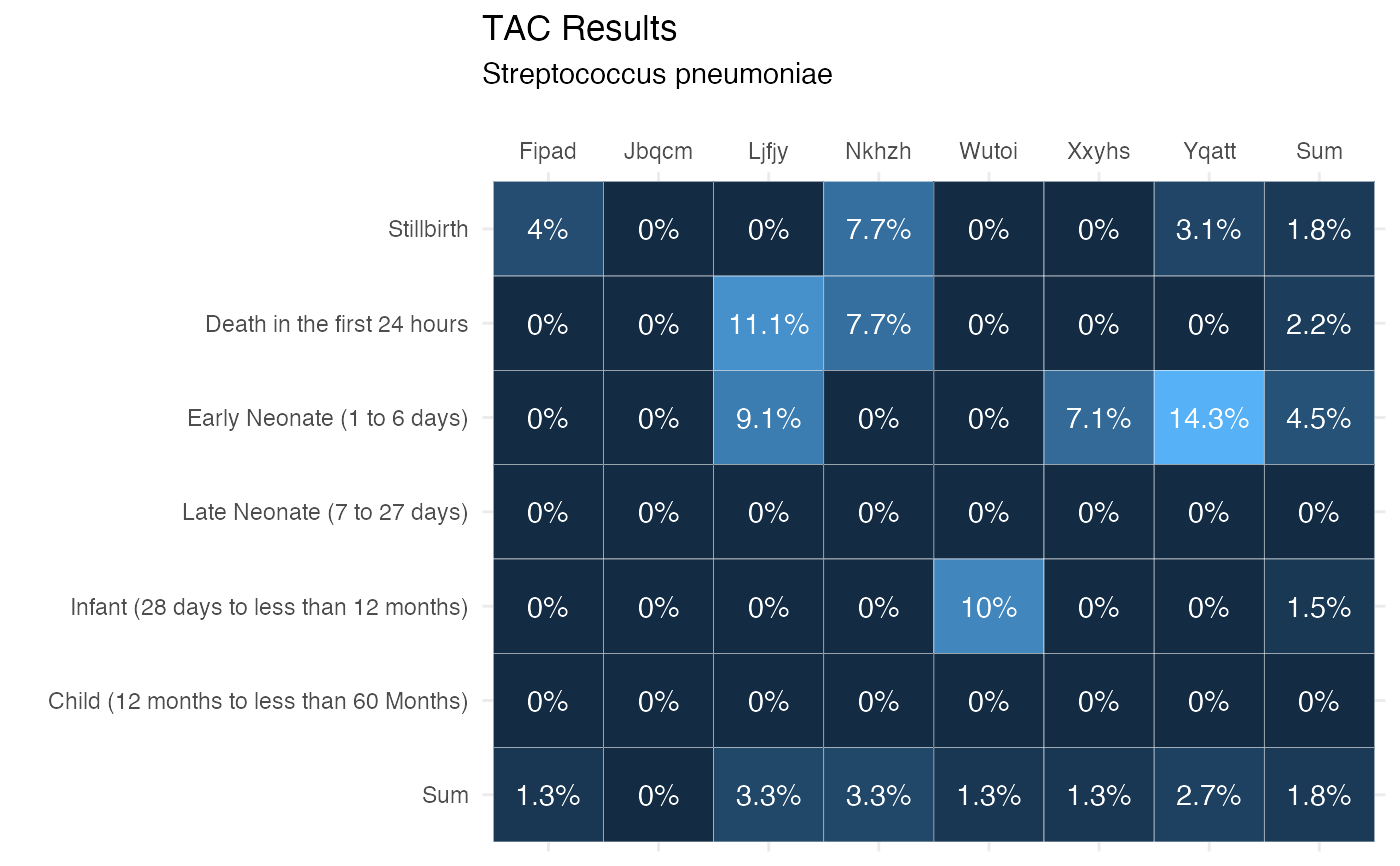 TAC Results
Streptococcus pneumoniae
Fipad Jbqcm Ljfjy Nkhzh Wutoi Xxyhs Yqatt Sum
Stillbirth 4% 0% 0% 7.7% 0% 0% 3.1% 1.8%
Death in the first 24 hours 0% 0% 11.1% 7.7% 0% 0% 0% 2.2%
Early Neonate (1 to 6 days) 0% 0% 9.1% 0% 0% 7.1% 14.3% 4.5%
Late Neonate (7 to 27 days) 0% 0% 0% 0% 0% 0% 0% 0%
Infant (28 days to less than 12 months) 0% 0% 0% 0% 10% 0% 0% 1.5%
Child (12 months to less than 60 Months) 0% 0% 0% 0% 0% 0% 0% 0%
Sum 1.3% 0% 3.3% 3.3% 1.3% 1.3% 2.7% 1.8%